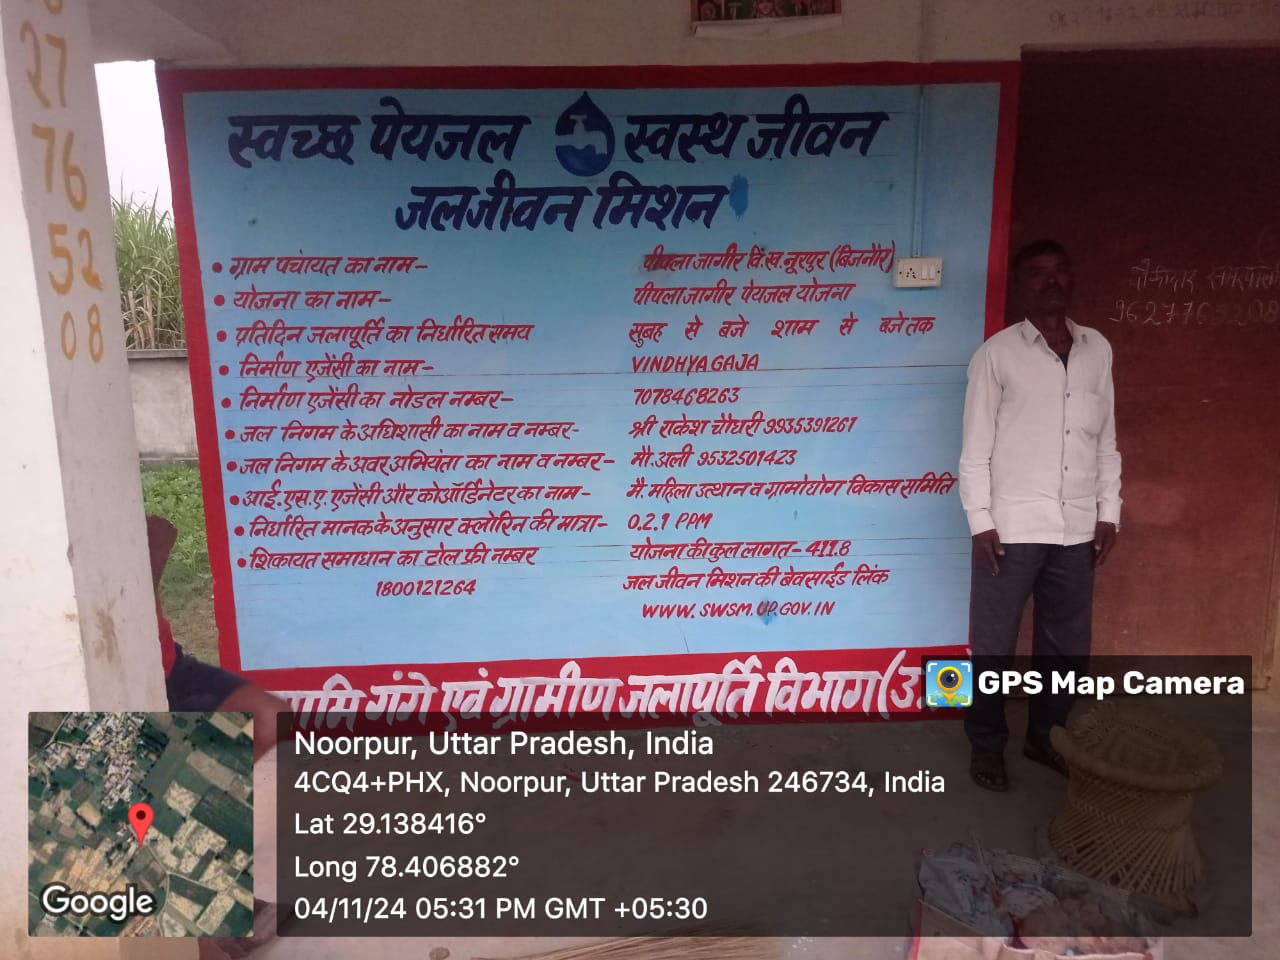 27
76
52
08
स्वच्छ पेयजल स्वस्थ जीवन
जलजीवन मिशन
• ग्राम पंचायत का नाम– पीपला जागीर वि.ख. नूरपुर (बिजनौर)
• योजना का नाम– पीपला जागीर पेयजल योजना
• प्रतिदिन जलापूर्ति का निर्धारित समय सुबह से बजे शाम से बजे तक
• निर्माण एजेंसी का नाम– VINDHYA GAJA
• निर्माण एजेंसी का नोडल नम्बर– 7078468263
• जल निगम के अधिशासी का नाम व नम्बर- श्री राकेश चौधरी 9935391261
• जल निगम के अवर अभियंता का नाम व नम्बर– मौ. अली 9532501423
• आई.एस.ए. एजेंसी और कोऑर्डिनेटर का नाम– मै. महिला उत्थान व ग्रामोद्योग विकास समिति
• निर्धारित मानक के अनुसार क्लोरिन की मात्रा– 0.2.1 PPM
• शिकायत समाधान का टोल फ्री नम्बर योजना की कुल लागत– 411.8
1800121264 जल जीवन मिशन की बेवसाईड लिंक
WWW. SWSM.UP.GOV.IN
गंगे एवं ग्रामीण जलापूर्ति विभाग (उ.
चौकीदार
9627765208
GPS Map Camera
Noorpur, Uttar Pradesh, India
4CQ4+PHX, Noorpur, Uttar Pradesh 246734, India
Lat 29.138416°
Long 78.406882°
04/11/24 05:31 PM GMT +05:30
Google